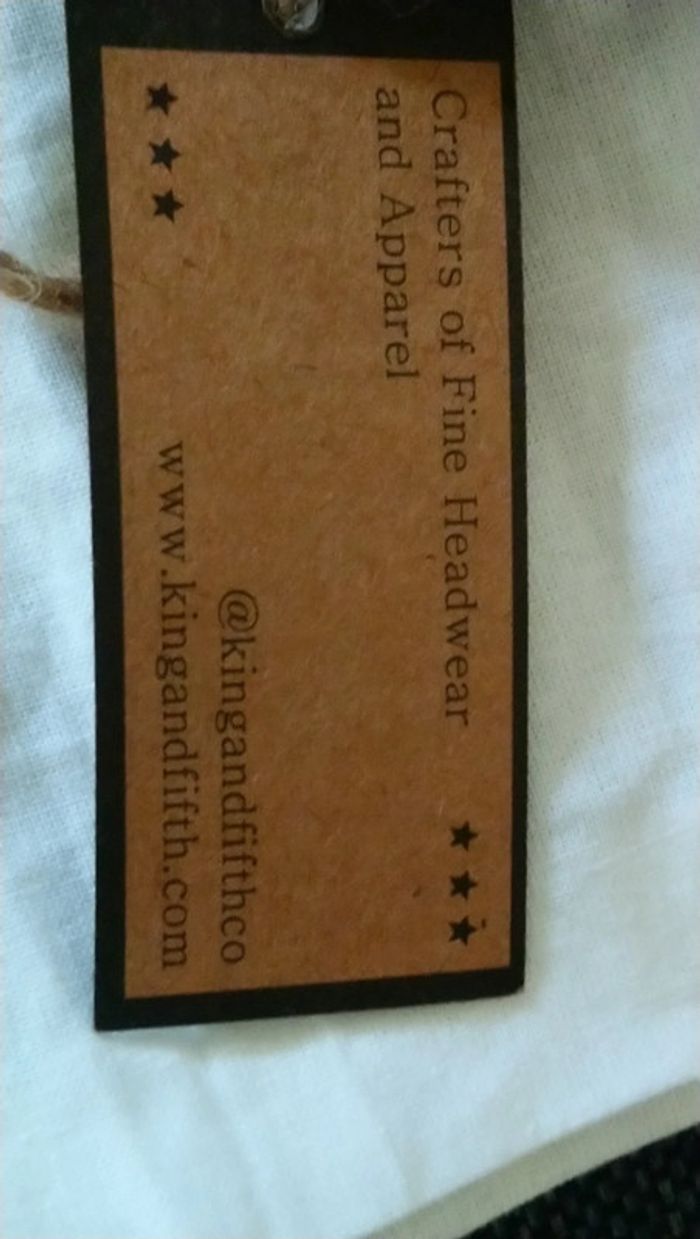 Crafters of Fine Headwear
and Apparel
@kingandfifthco
www.kingandfifth.com